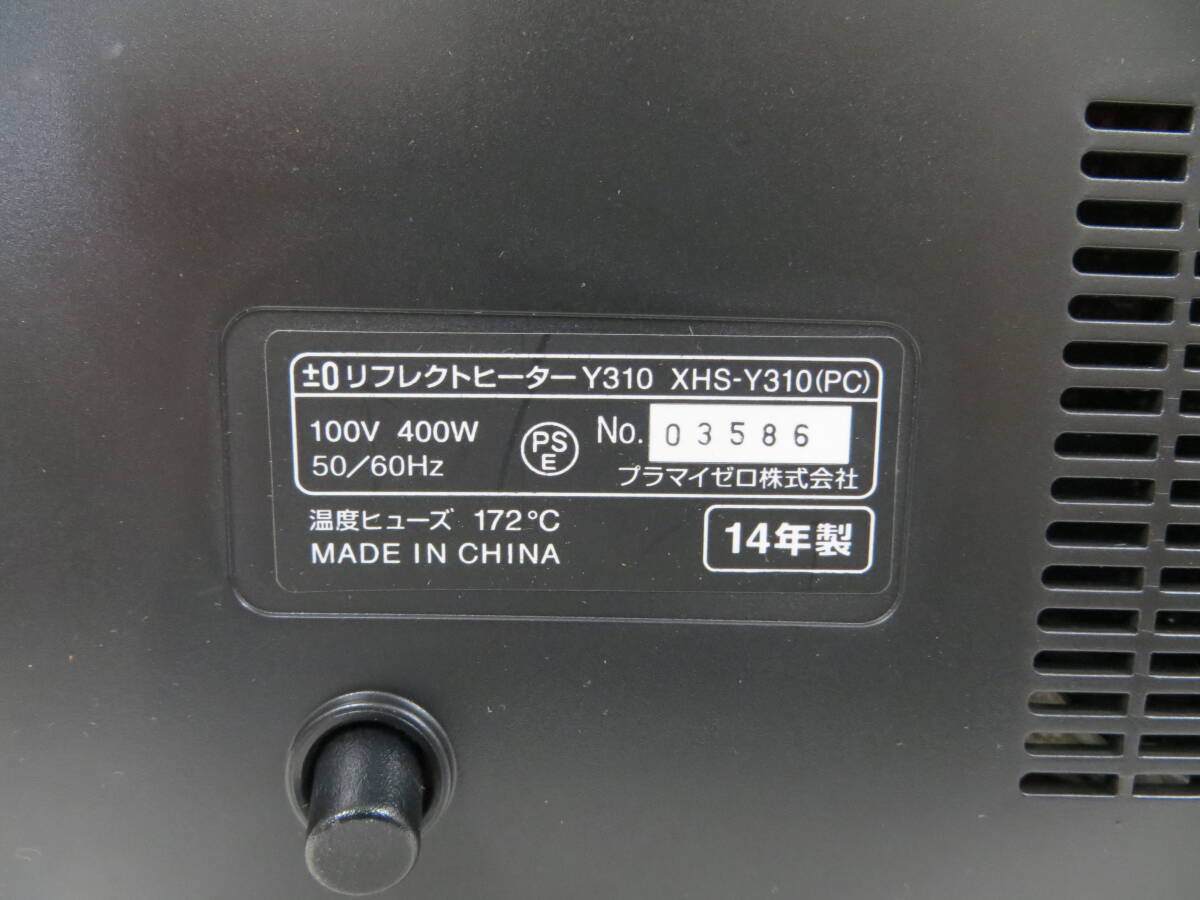 ±0 リフレクトヒーター Y310 XHS-Y310(PC)
100V 400W
50/60Hz
PS
E
No. 03586
プラマイゼロ株式会社
温度ヒューズ 172℃
MADE IN CHINA
14年製